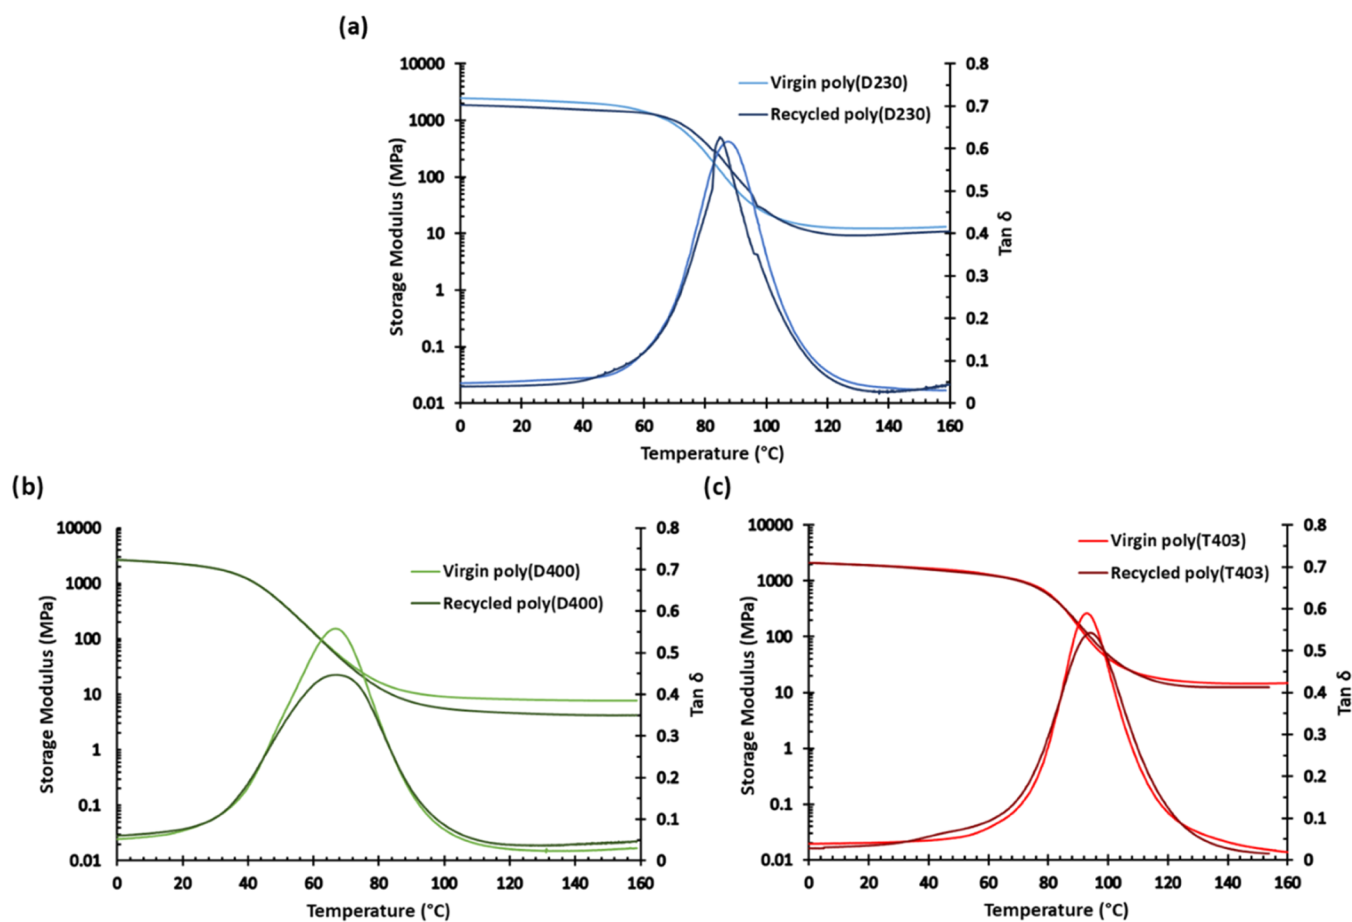 (a)
10000
1000
100
10
1
0.1
0.01
Storage Modulus (MPa)
0.8
0.7
0.6
0.5
0.4
0.3
0.2
0.1
0
Tan δ
Virgin poly(D230)
Recycled poly(D230)
0 20 40 60 80 100 120 140 160
Temperature (°C)
(b)
10000
1000
100
10
1
0.1
0.01
Storage Modulus (MPa)
0.8
0.7
0.6
0.5
0.4
0.3
0.2
0.1
0
Tan δ
Virgin poly(D400)
Recycled poly(D400)
0 20 40 60 80 100 120 140 160
Temperature (°C)
(c)
10000
1000
100
10
1
0.1
0.01
Storage Modulus (MPa)
0.8
0.7
0.6
0.5
0.4
0.3
0.2
0.1
0
Tan δ
Virgin poly(T403)
Recycled poly(T403)
0 20 40 60 80 100 120 140 160
Temperature (°C)